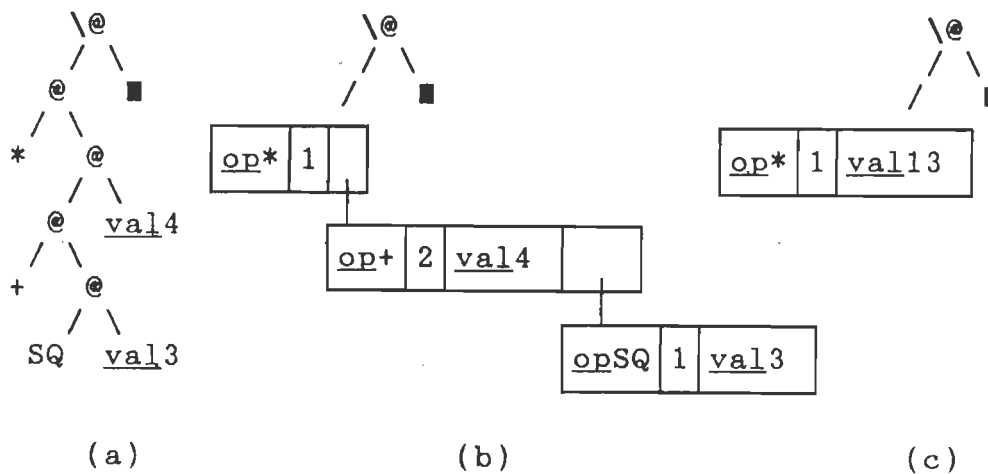 \@ \@ \@
/ \ / \ / \
@ ■ / ■ / ■
/ \
* @ op* 1 op* 1 val13
/ \
@ val4 op+ 2 val4
/ \
+ @
/ \
SQ val3 opSQ 1 val3
(a) (b) (c)